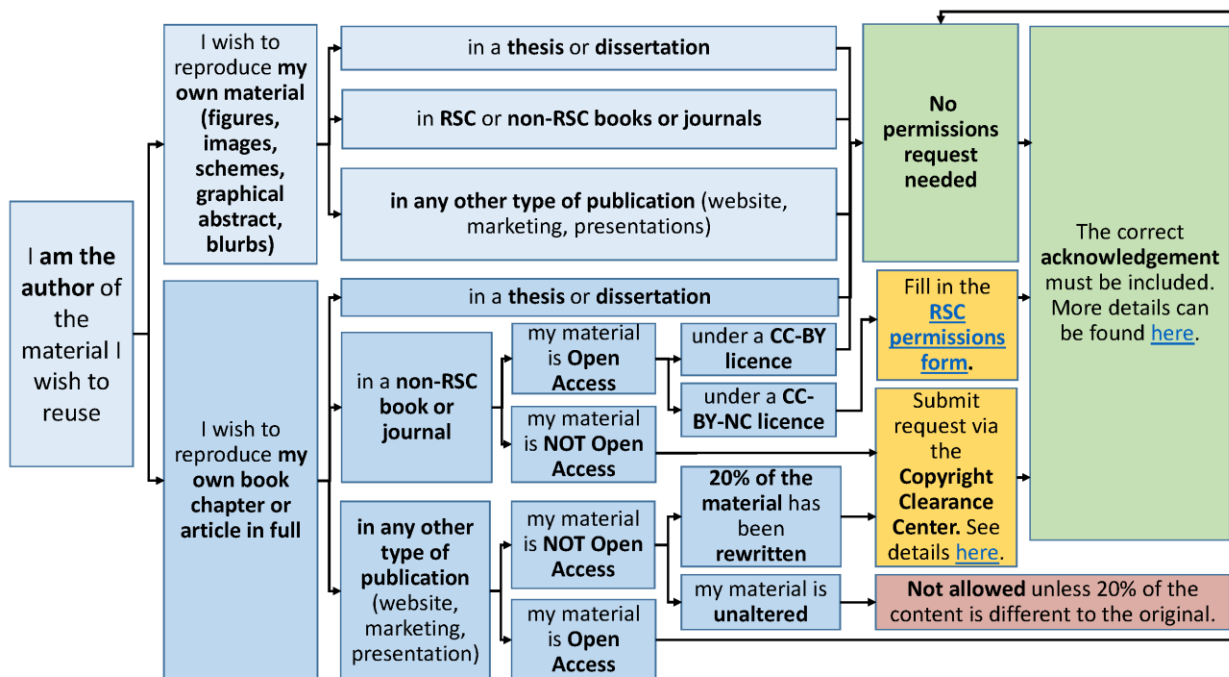 I am the
author of
the
material I
wish to
reuse
I wish to
reproduce my
own material
(figures,
images,
schemes,
graphical
abstract,
blurbs)
in a thesis or dissertation
in RSC or non-RSC books or journals
in any other type of publication (website,
marketing, presentations)
No
permissions
request
needed
The correct
acknowledgement
must be included.
More details can
be found here.
I wish to
reproduce my
own book
chapter or
article in full
in a thesis or dissertation
in a non-RSC
book or
journal
my material
is Open
Access
under a CC-BY
licence
under a CC-
BY-NC licence
Fill in the
RSC
permissions
form.
my material
is NOT Open
Access
Submit
request via
the
Copyright
Clearance
Center. See
details here.
in any other
type of
publication
(website,
marketing,
presentation)
my material
is NOT Open
Access
20% of the
material has
been
rewritten
my material is
unaltered
Not allowed unless 20% of the
content is different to the original.
my material
is Open
Access